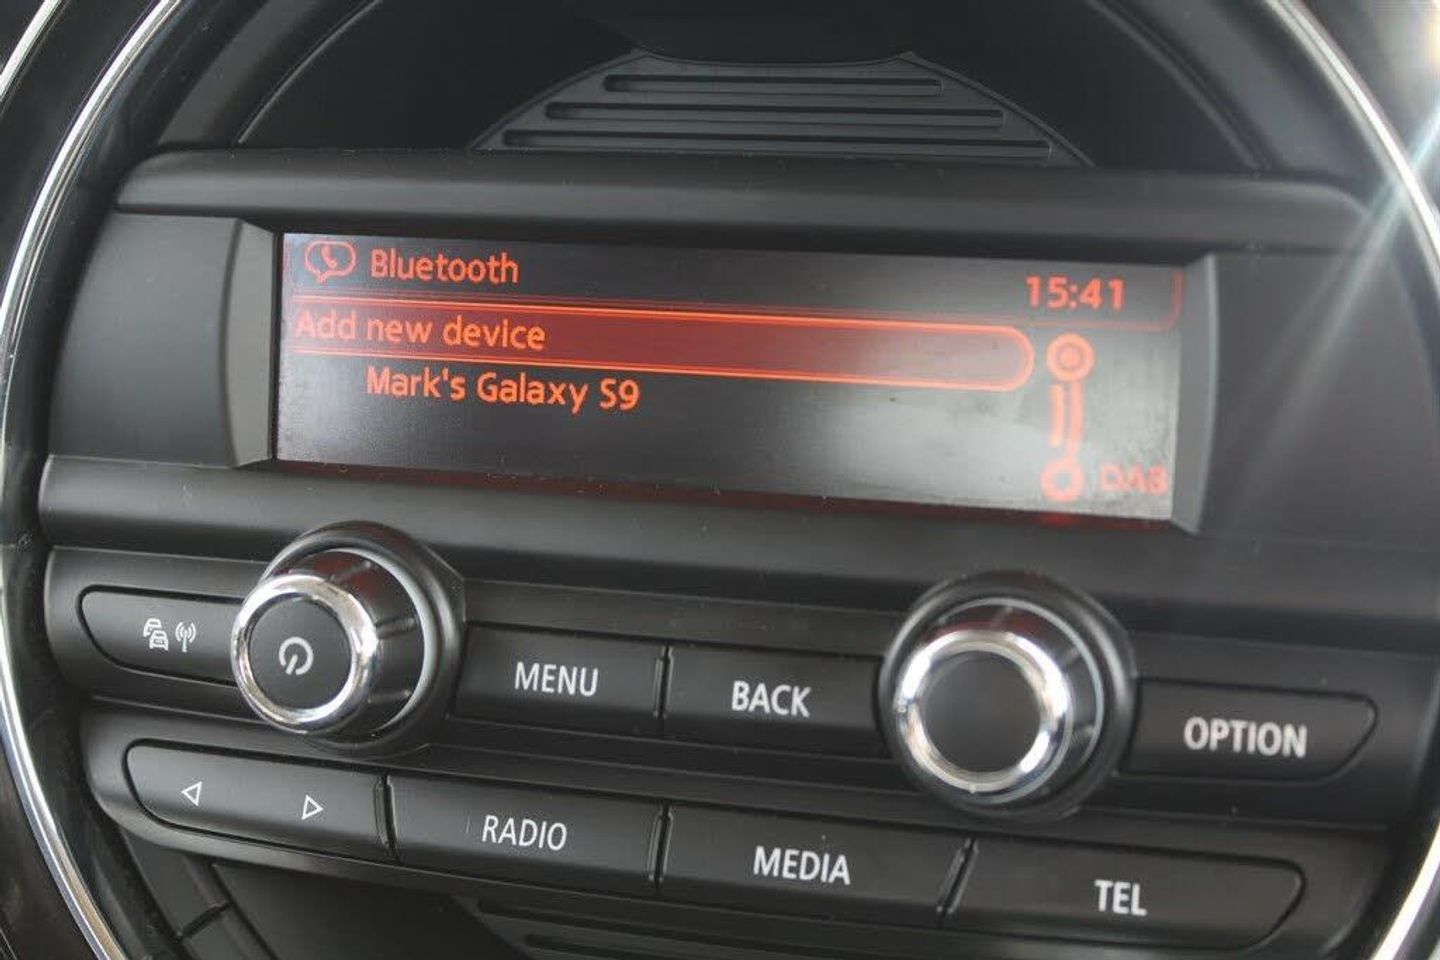 Bluetooth
15:41
Add new device
Mark's Galaxy S9
DAB
MENU
BACK
OPTION
RADIO
MEDIA
TEL